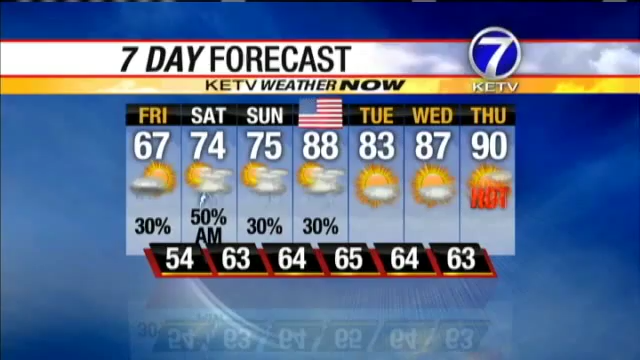 7 DAY FORECAST
7
KETV WEATHER NOW
KETV
FRI SAT SUN TUE WED THU
67 74 75 88 83 87 90
HOT
30% 50% AM 30% 30%
54 63 64 65 64 63